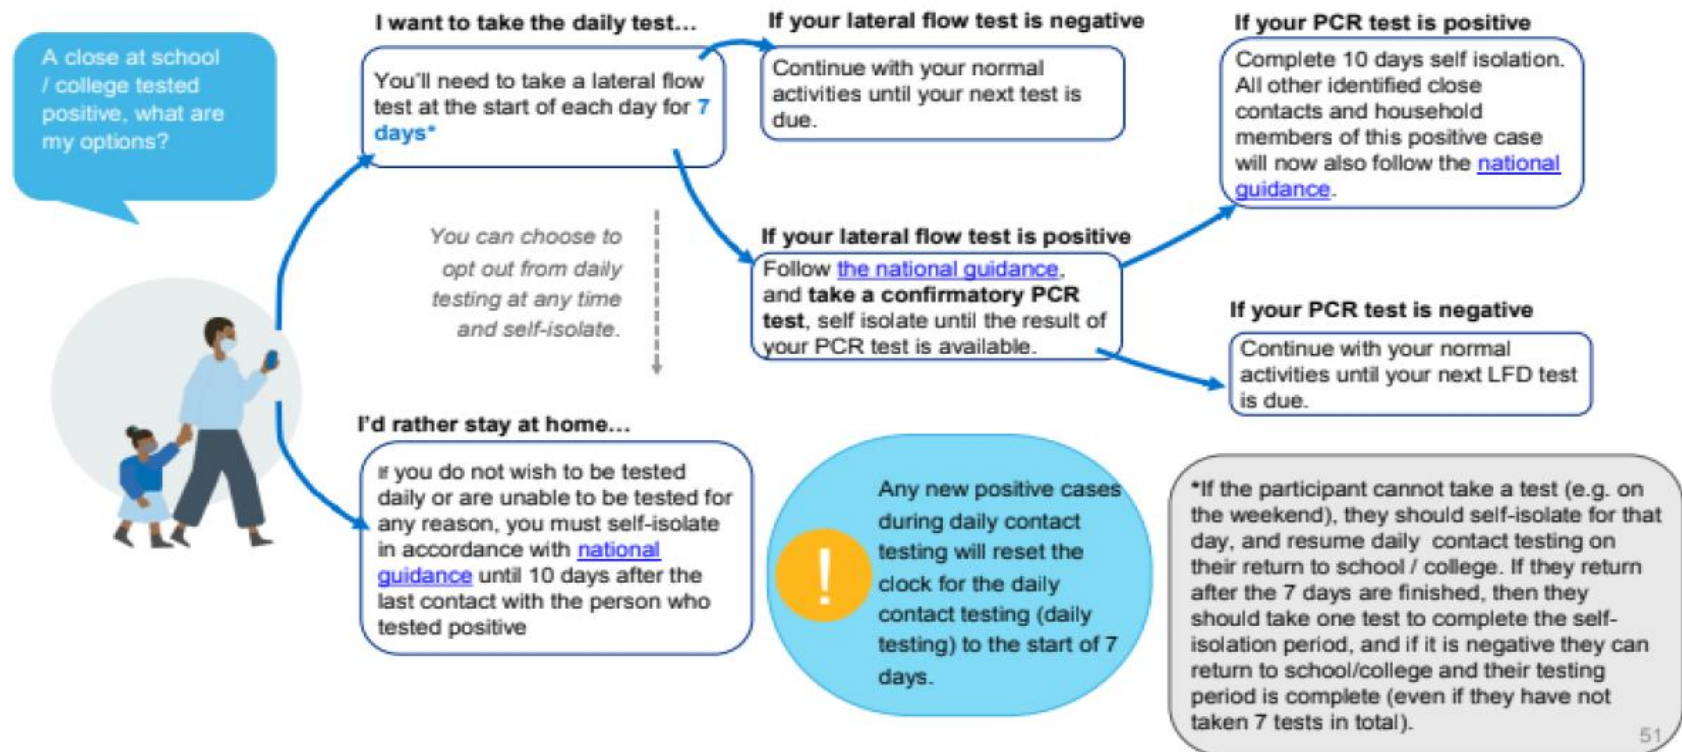 A close at school
/ college tested
positive, what are
my options?
I want to take the daily test...
You'll need to take a lateral flow
test at the start of each day for 7
days*
If your lateral flow test is negative
Continue with your normal
activities until your next test is
due.
If your PCR test is positive
Complete 10 days self isolation.
All other identified close
contacts and household
members of this positive case
will now also follow the national
guidance.
You can choose to
opt out from daily
testing at any time
and self-isolate.
If your lateral flow test is positive
Follow the national guidance,
and take a confirmatory PCR
test, self isolate until the result of
your PCR test is available.
If your PCR test is negative
Continue with your normal
activities until your next LFD test
is due.
I'd rather stay at home...
If you do not wish to be tested
daily or are unable to be tested for
any reason, you must self-isolate
in accordance with national
guidance until 10 days after the
last contact with the person who
tested positive
!
Any new positive cases
during daily contact
testing will reset the
clock for the daily
contact testing (daily
testing) to the start of 7
days.
*If the participant cannot take a test (e.g. on
the weekend), they should self-isolate for that
day, and resume daily contact testing on
their return to school / college. If they return
after the 7 days are finished, then they
should take one test to complete the self-
isolation period, and if it is negative they can
return to school/college and their testing
period is complete (even if they have not
taken 7 tests in total).
51